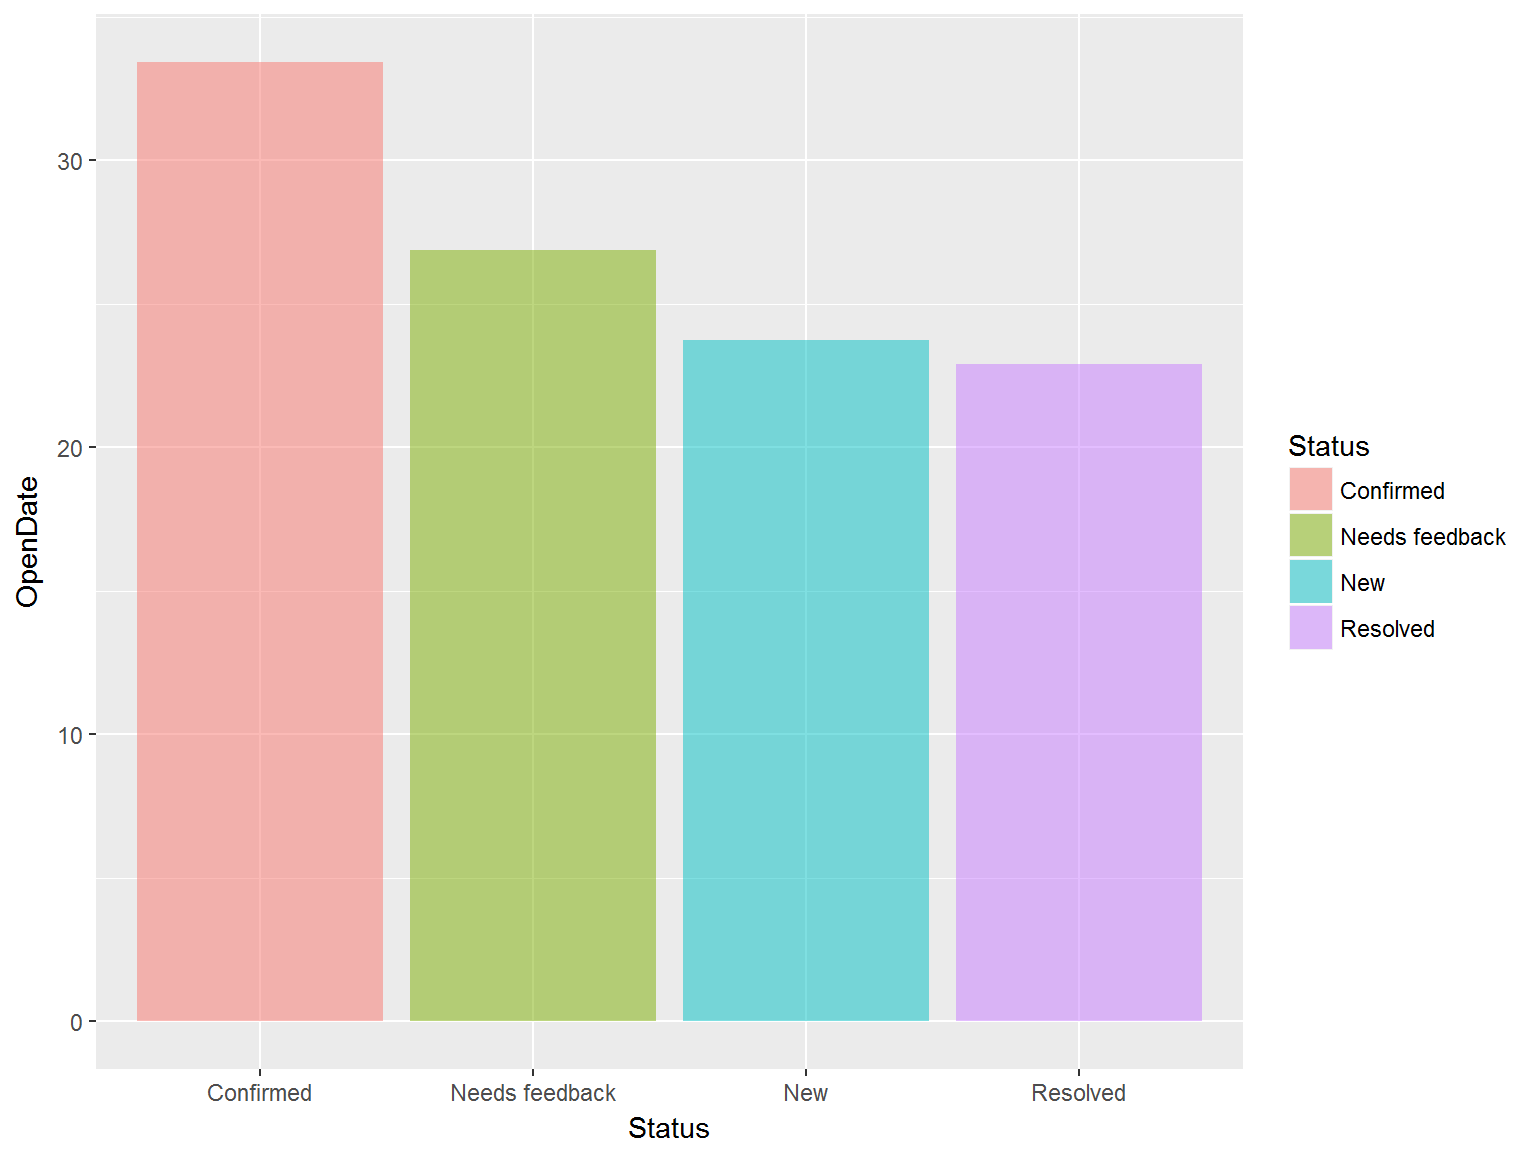 30
20
10
0
OpenDate
Confirmed
Needs feedback
New
Resolved
Status
Status
Confirmed
Needs feedback
New
Resolved